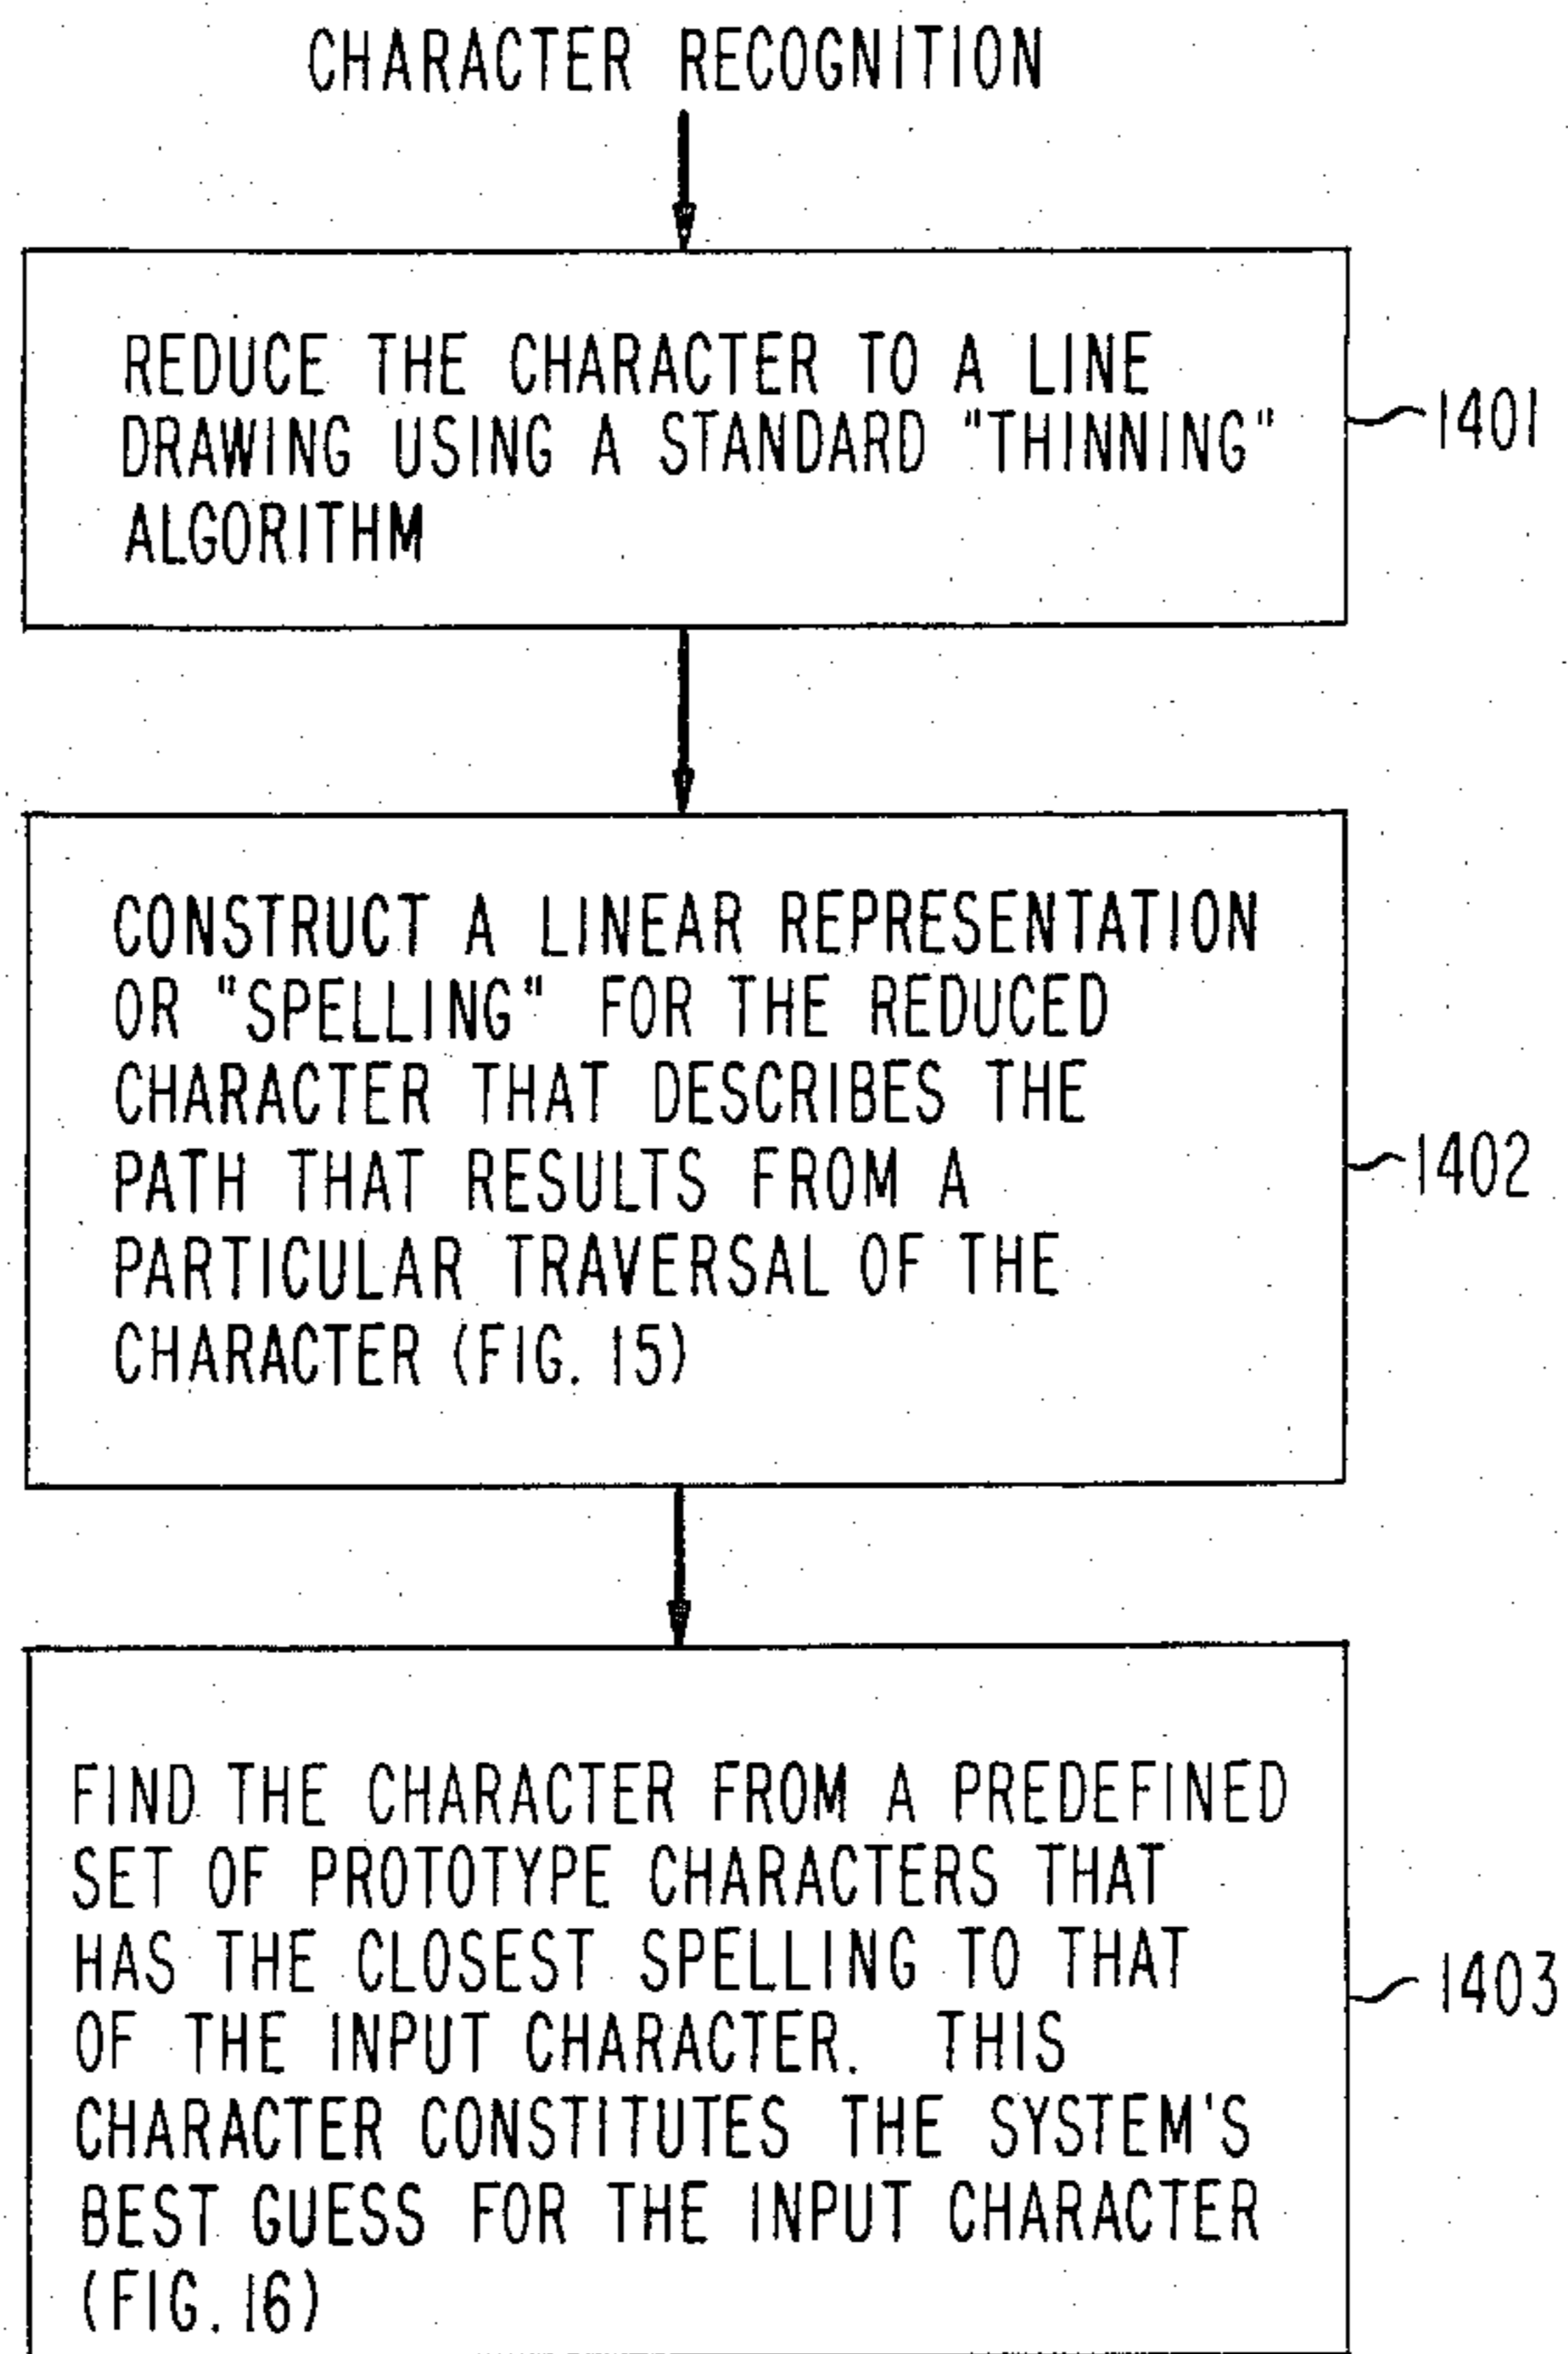 CHARACTER RECOGNITION
REDUCE THE CHARACTER TO A LINE
DRAWING USING A STANDARD "THINNING"
ALGORITHM
1401
CONSTRUCT A LINEAR REPRESENTATION
OR "SPELLING" FOR THE REDUCED
CHARACTER THAT DESCRIBES THE
PATH THAT RESULTS FROM A
PARTICULAR TRAVERSAL OF THE
CHARACTER (FIG. 15)
1402
FIND THE CHARACTER FROM A PREDEFINED
SET OF PROTOTYPE CHARACTERS THAT
HAS THE CLOSEST SPELLING TO THAT
OF THE INPUT CHARACTER. THIS
CHARACTER CONSTITUTES THE SYSTEM'S
BEST GUESS FOR THE INPUT CHARACTER
(FIG. 16)
1403